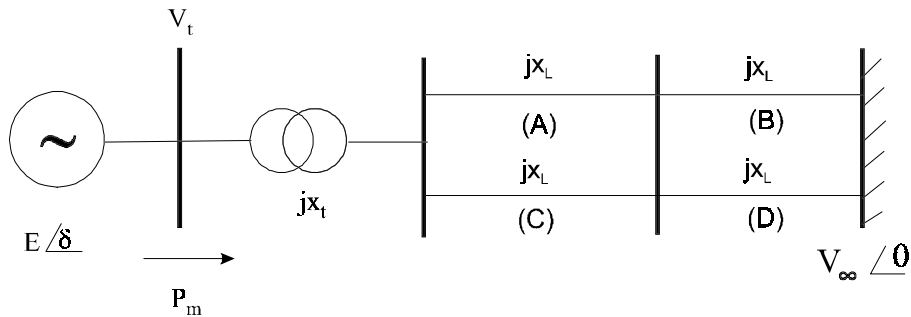 V_t
jx_L
jx_L
~
(A)
(B)
jx_L
jx_L
jx_t
(C)
(D)
E∠δ
V_∞ ∠0
P_m